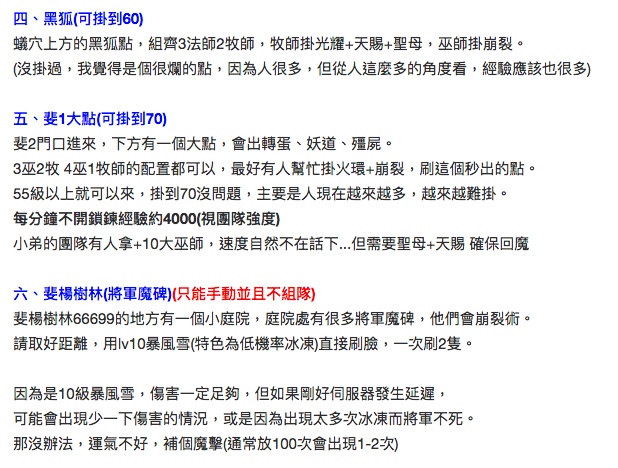 四、黑狐(可掛到60)
蟻穴上方的黑狐點，組齊3法師2牧師，牧師掛光耀+天賜+聖母，巫師掛崩裂。
(沒掛過，我覺得是個很爛的點，因為人很多，但從人這麼多的角度看，經驗應該也很多)
五、斐1大點(可掛到70)
斐2門口進來，下方有一個大點，會出轉蛋、妖道、殭屍。
3巫2牧 4巫1牧師的配置都可以，最好有人幫忙掛火環+崩裂，刷這個秒出的點。
55級以上就可以來，掛到70沒問題，主要是人現在越來越多，越來越難掛。
每分鐘不開鎖鍊經驗約4000(視團隊強度)
小弟的團隊有人拿+10大巫師，速度自然不在話下...但需要聖母+天賜 確保回魔
六、斐楊樹林(將軍魔碑)(只能手動並且不組隊)
斐楊樹林66699的地方有一個小庭院，庭院處有很多將軍魔碑，他們會崩裂術。
請取好距離，用lv10暴風雪(特色為低機率冰凍)直接刷臉，一次刷2隻。
因為是10級暴風雪，傷害一定足夠，但如果剛好伺服器發生延遲，
可能會出現少一下傷害的情況，或是因為出現太多次冰凍而將軍不死。
那沒辦法，運氣不好，補個魔擊(通常放100次會出現1-2次)